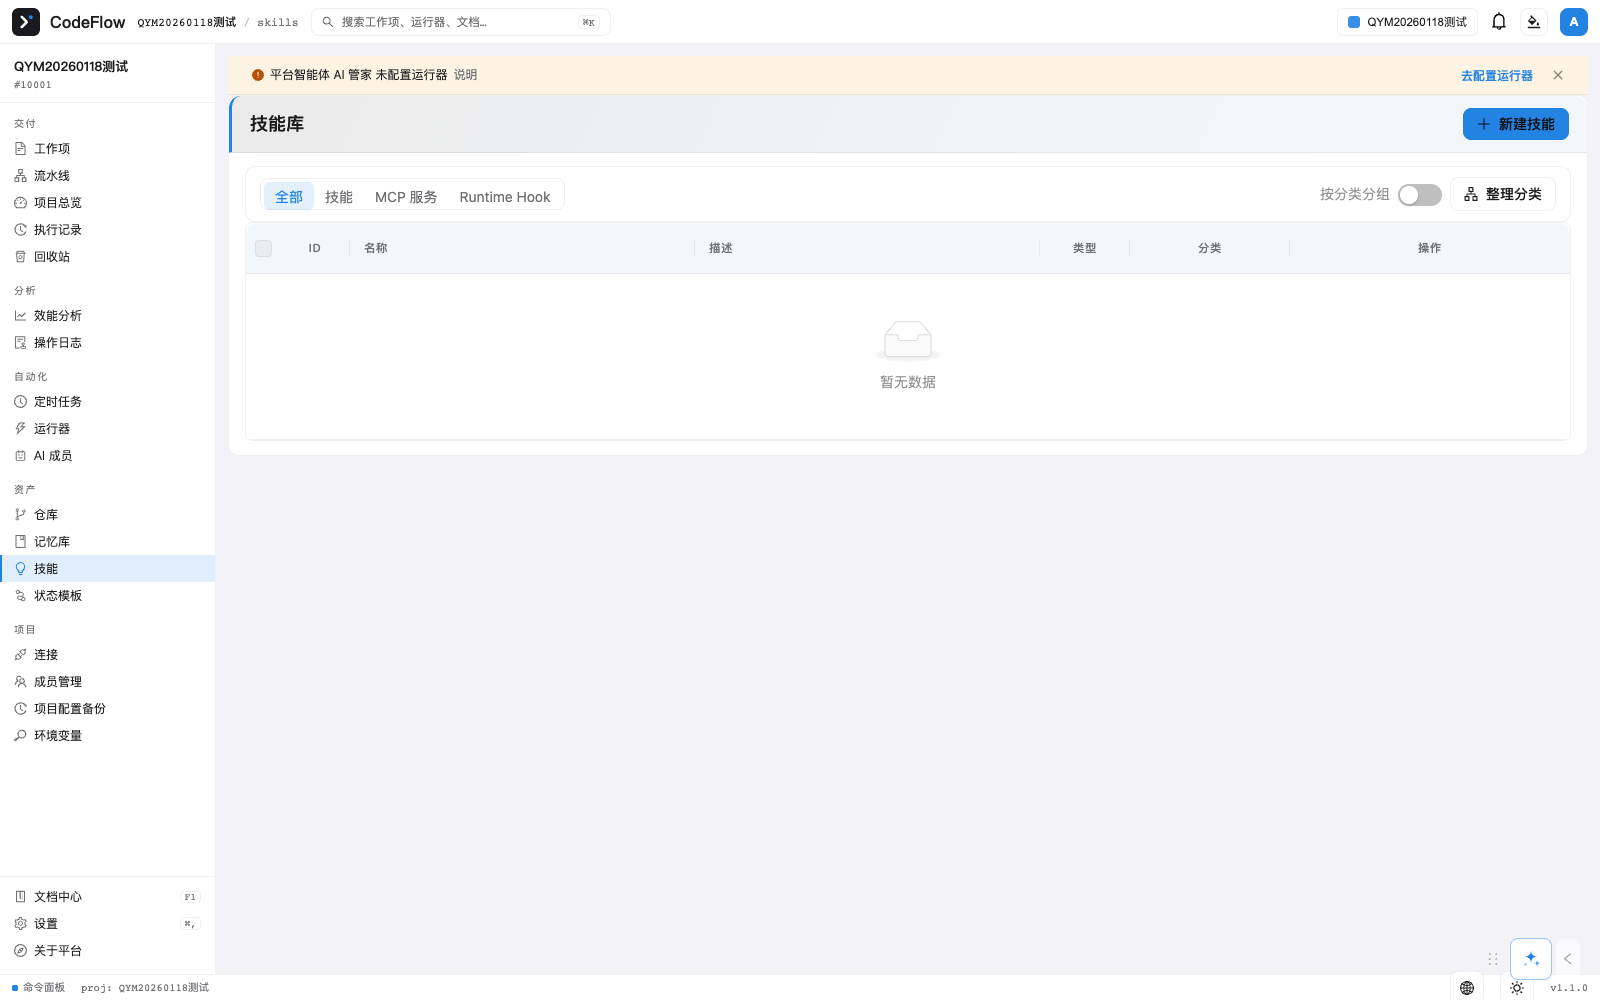 CodeFlow QYM20260118测试 / skills 搜索工作项、运行器、文档... ⌘K QYM20260118测试 A
QYM20260118测试
#10001
交付
工作项
流水线
项目总览
执行记录
回收站
分析
效能分析
操作日志
自动化
定时任务
运行器
AI 成员
资产
仓库
记忆库
技能
状态模板
项目
连接
成员管理
项目配置备份
环境变量
文档中心 F1
设置 ⌘,
关于平台
平台智能体 AI 管家 未配置运行器 说明 去配置运行器
技能库 新建技能
全部 技能 MCP 服务 Runtime Hook 按分类分组 整理分类
ID 名称 描述 类型 分类 操作
暂无数据
命令面板 proj: QYM20260118测试 v1.1.0